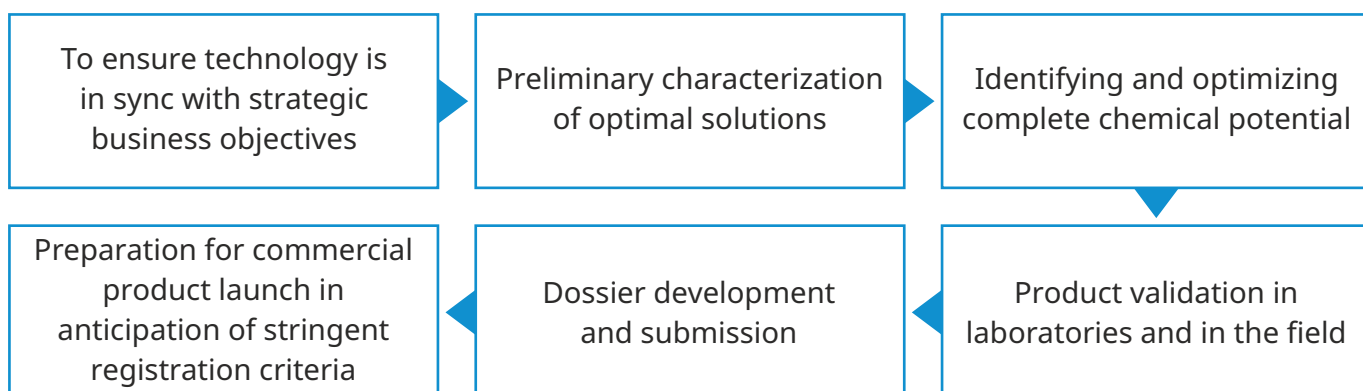 To ensure technology is
in sync with strategic
business objectives
Preliminary characterization
of optimal solutions
Identifying and optimizing
complete chemical potential
Product validation in
laboratories and in the field
Dossier development
and submission
Preparation for commercial
product launch in
anticipation of stringent
registration criteria